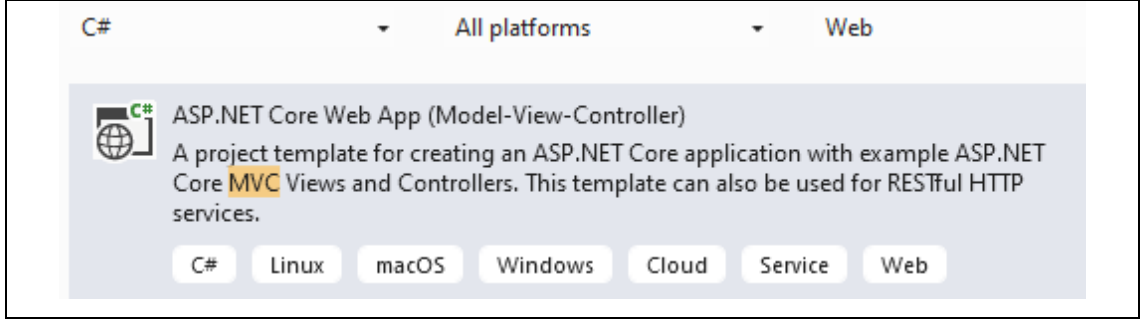 C# All platforms Web
C#
ASP.NET Core Web App (Model-View-Controller)
A project template for creating an ASP.NET Core application with example ASP.NET
Core MVC Views and Controllers. This template can also be used for RESTful HTTP
services.
C# Linux macOS Windows Cloud Service Web